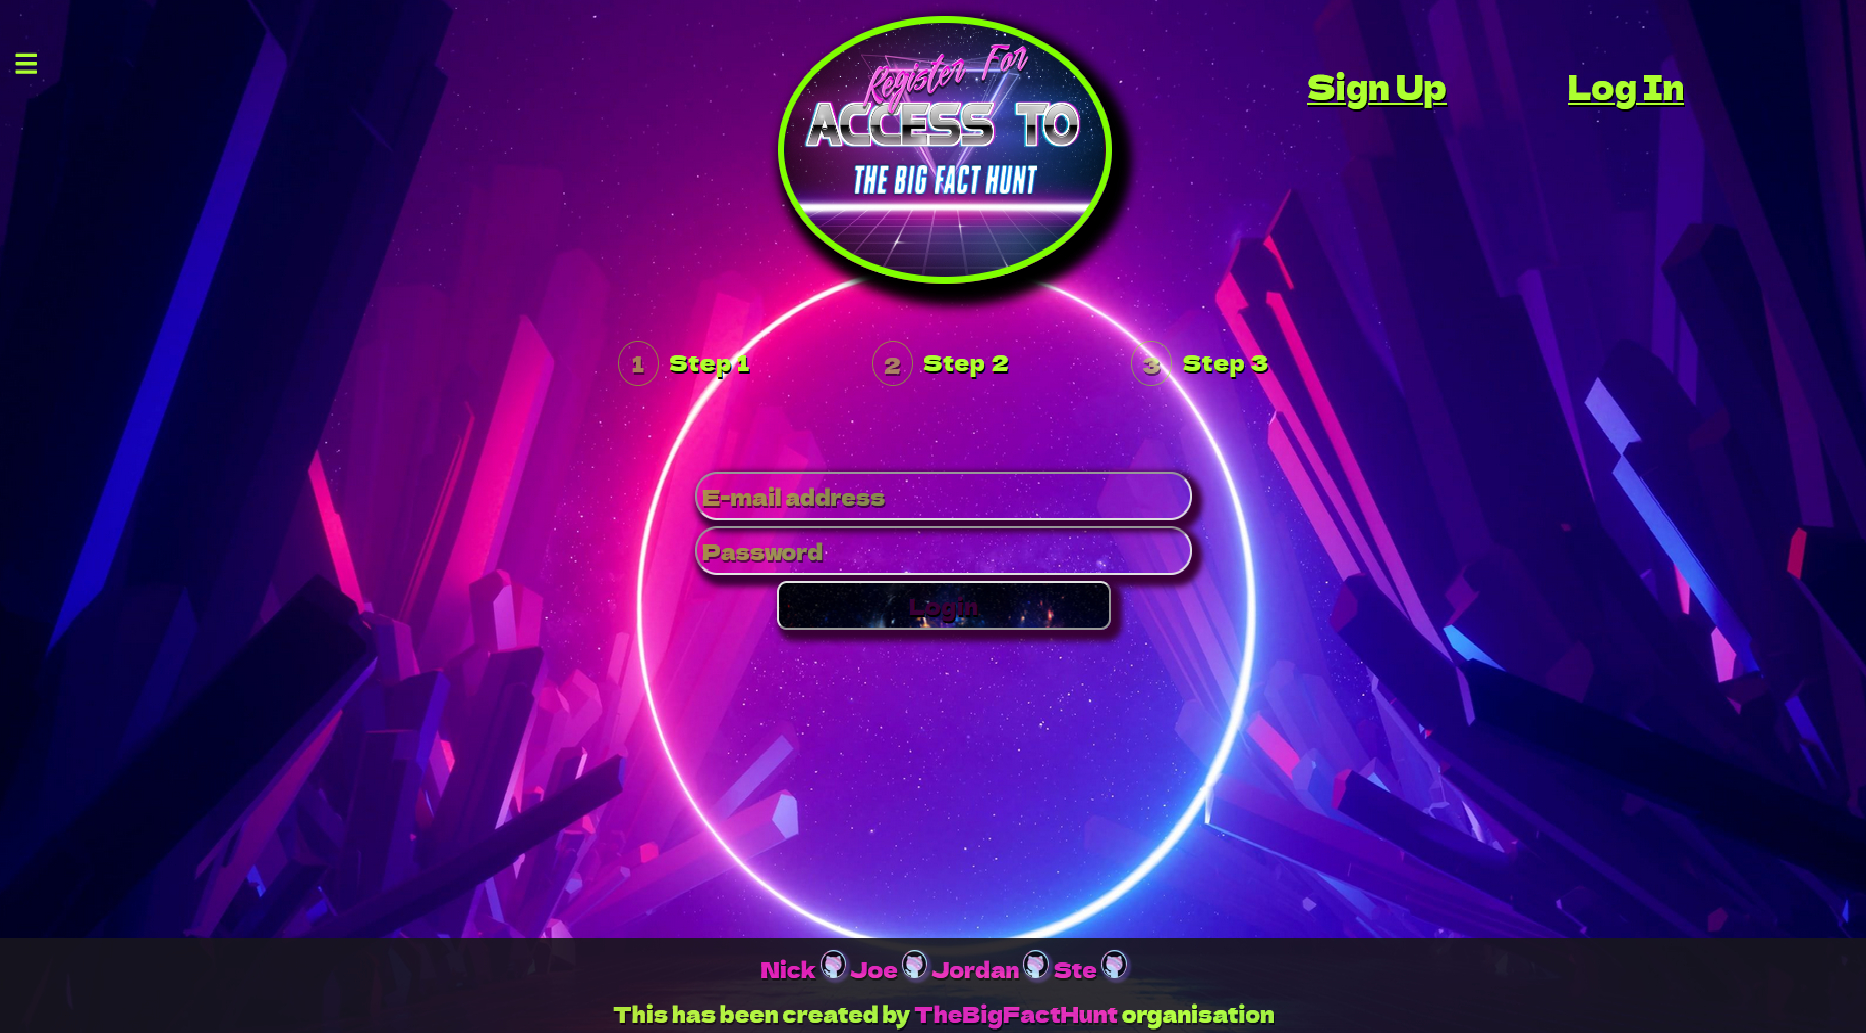 Register For
ACCESS TO
THE BIG FACT HUNT
Sign Up
Log In
1 Step 1
2 Step 2
3 Step 3
E-mail address
Password
Login
Nick Joe Jordan Ste
This has been created by TheBigFactHunt organisation